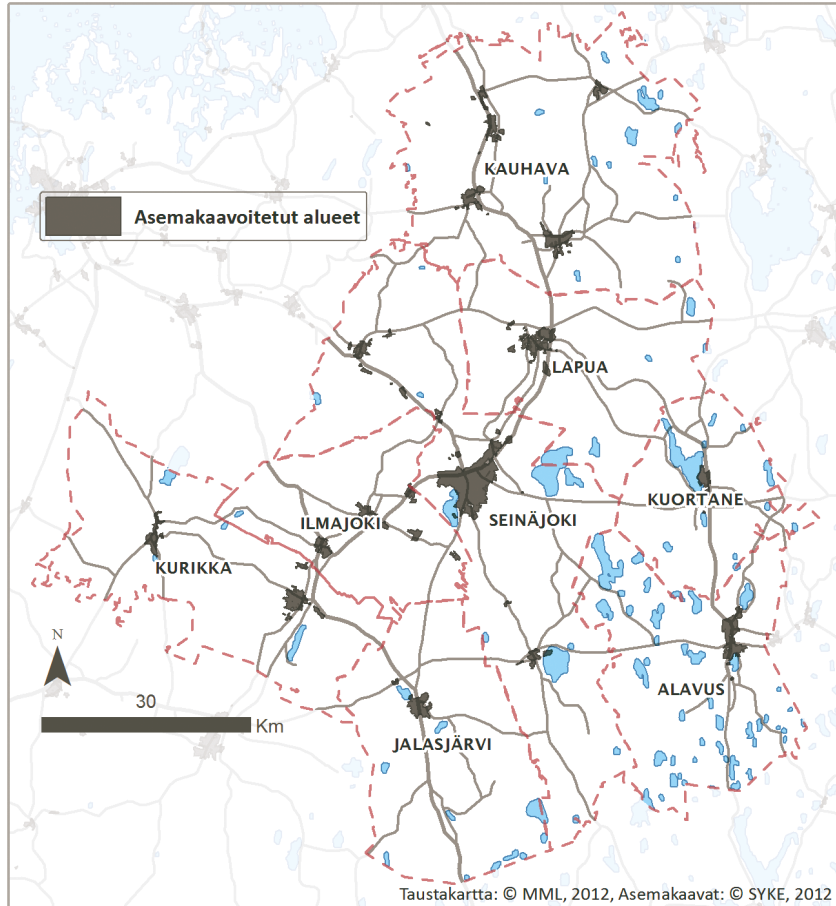 KAUHAVA
Asemakaavoitetut alueet
LAPUA
KUORTANE
ILMAJOKI
SEINÄJOKI
KURIKKA
N
ALAVUS
30
Km
JALASJÄRVI
Taustakartta: © MML, 2012, Asemakaavat: © SYKE, 2012